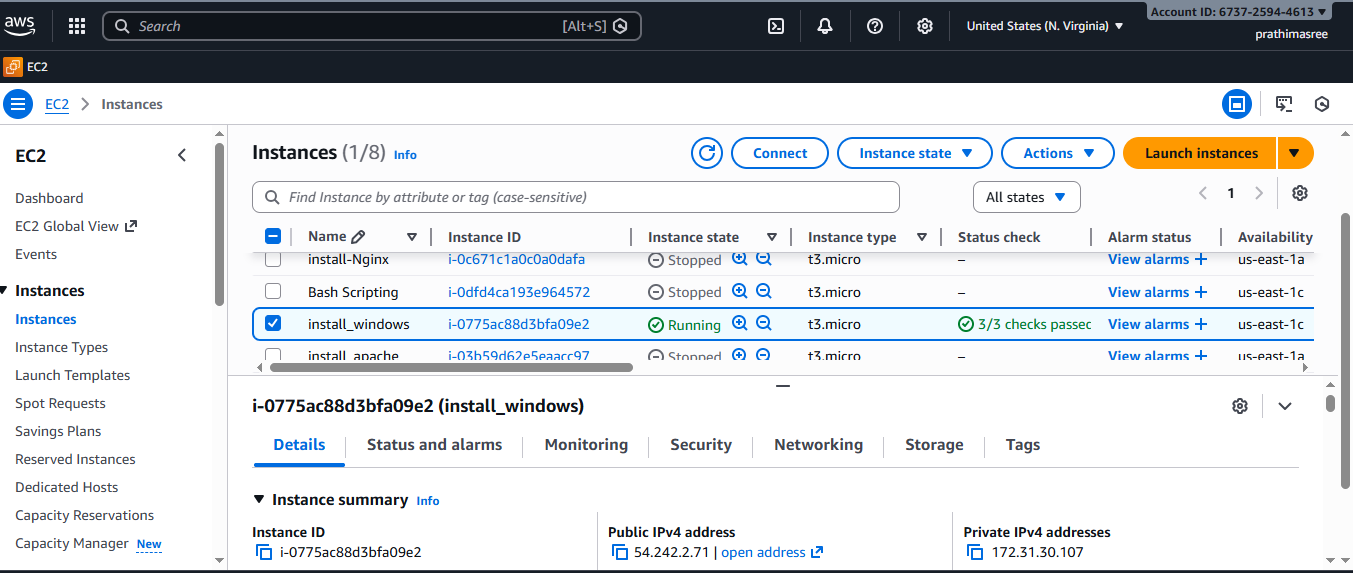 aws
Search [Alt+S]
United States (N. Virginia)
Account ID: 6737-2594-4613
prathimasree
EC2
EC2 > Instances
EC2
Dashboard
EC2 Global View
Events
Instances
Instances
Instance Types
Launch Templates
Spot Requests
Savings Plans
Reserved Instances
Dedicated Hosts
Capacity Reservations
Capacity Manager New
Instances (1/8) Info
Connect
Instance state
Actions
Launch instances
Find Instance by attribute or tag (case-sensitive)
All states
1
Name Instance ID Instance state Instance type Status check Alarm status Availability
install-Nginx i-0c671c1a0c0a0dafa Stopped t3.micro – View alarms + us-east-1a
Bash Scripting i-0dfd4ca193e964572 Stopped t3.micro – View alarms + us-east-1c
install_windows i-0775ac88d3bfa09e2 Running t3.micro 3/3 checks passec View alarms + us-east-1c
install_apache i-03b59d62e5eaacc97 Stopped t3.micro – View alarms + us-east-1a
i-0775ac88d3bfa09e2 (install_windows)
Details
Status and alarms
Monitoring
Security
Networking
Storage
Tags
Instance summary Info
Instance ID
i-0775ac88d3bfa09e2
Public IPv4 address
54.242.2.71 | open address
Private IPv4 addresses
172.31.30.107